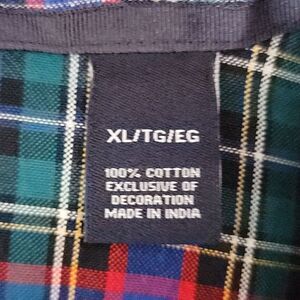 XL/TG/EG
100% COTTON
EXCLUSIVE OF
DECORATION
MADE IN INDIA